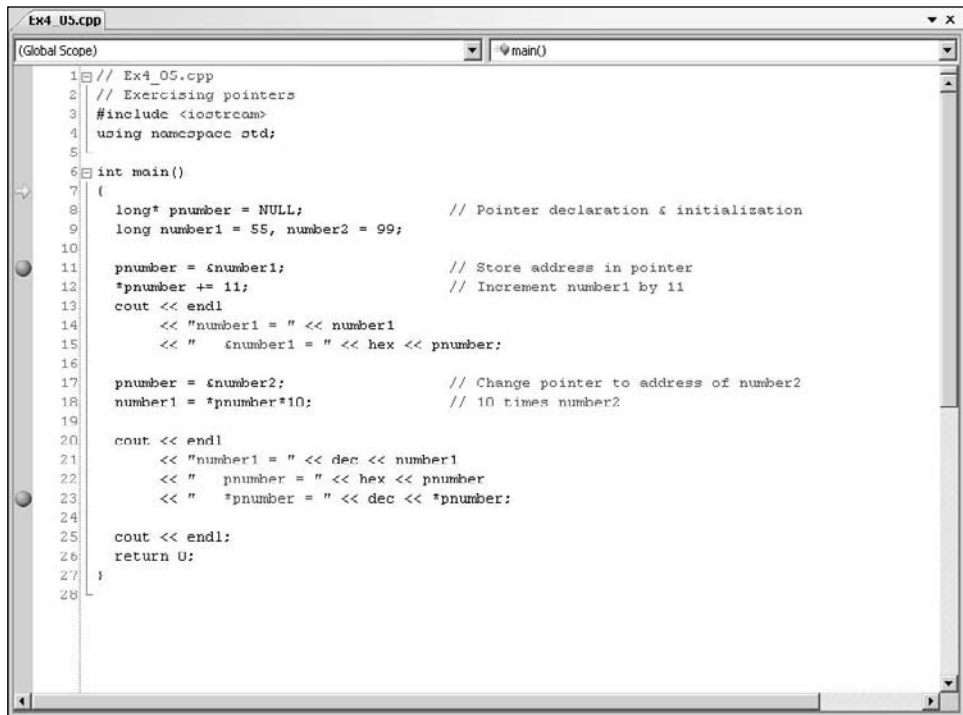 Ex4_05.cpp
(Global Scope)
main()
1 // Ex4_05.cpp
2 // Exercising pointers
3 #include <iostream>
4 using namespace std;
5
6 int main()
7 {
8 long* pnumber = NULL; // Pointer declaration & initialization
9 long number1 = 55, number2 = 99;
10
11 pnumber = &number1; // Store address in pointer
12 *pnumber += 11; // Increment number1 by 11
13 cout << endl
14 << "number1 = " << number1
15 << "   &number1 = " << hex << pnumber;
16
17 pnumber = &number2; // Change pointer to address of number2
18 number1 = *pnumber*10; // 10 times number2
19
20 cout << endl
21 << "number1 = " << dec << number1
22 << "   pnumber = " << hex << pnumber
23 << "   *pnumber = " << dec << *pnumber;
24
25 cout << endl;
26 return 0;
27 }
28